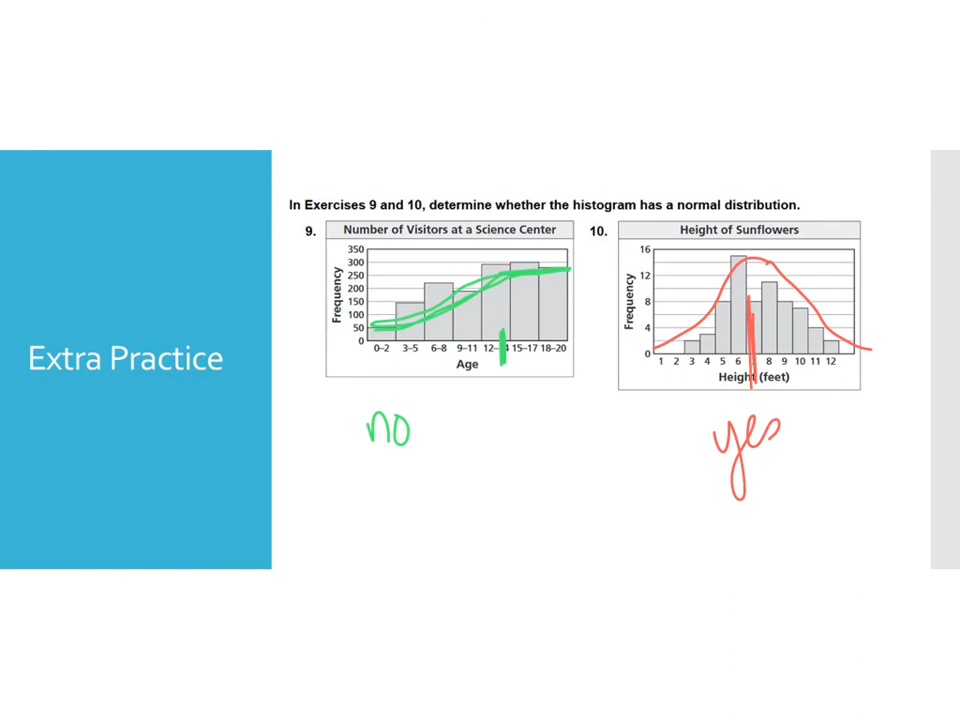 Extra Practice
In Exercises 9 and 10, determine whether the histogram has a normal distribution.
9.
Number of Visitors at a Science Center
Frequency
350
300
250
200
150
100
50
0
0–2 3–5 6–8 9–11 12– 4 15–17 18–20
Age
no
10.
Height of Sunflowers
Frequency
16
12
8
4
0
1 2 3 4 5 6 8 9 10 11 12
Height (feet)
yes